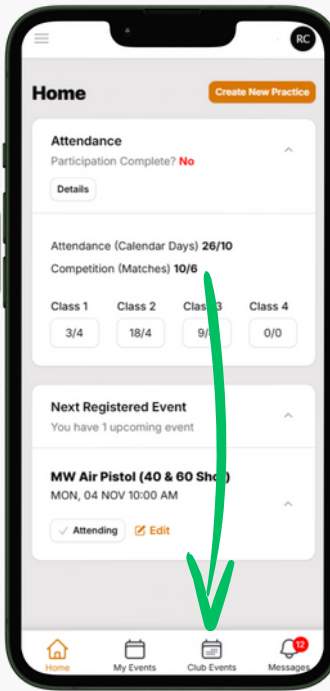 RC
Home
Create New Practice
Attendance
Participation Complete? No
Details
Attendance (Calendar Days) 26/10
Competition (Matches) 10/6
Class 1 Class 2 Class 3 Class 4
3/4 18/4 9/ 0/0
Next Registered Event
You have 1 upcoming event
MW Air Pistol (40 & 60 Shot)
MON, 04 NOV 10:00 AM
Attending Edit
12
Home My Events Club Events Messages